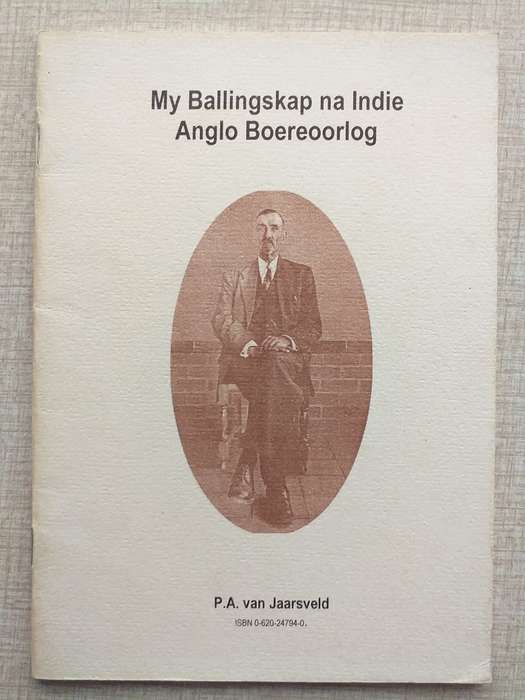 My Ballingskap na Indie
Anglo Boereoorlog
P.A. van Jaarsveld
ISBN 0-620-24794-0.